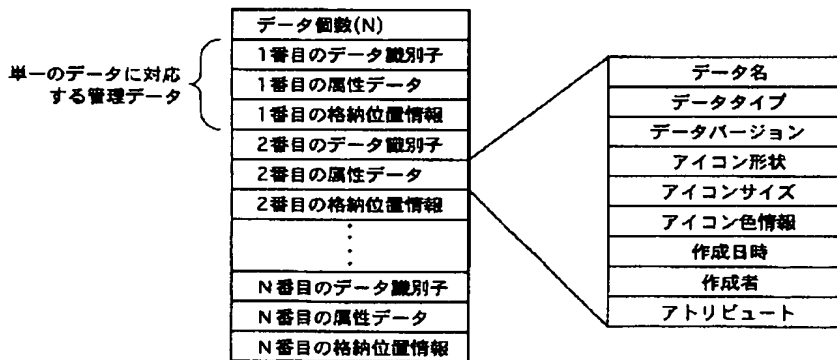 単一のデータに対応
する管理データ
データ個数(N)
1番目のデータ識別子
1番目の属性データ
1番目の格納位置情報
2番目のデータ識別子
2番目の属性データ
2番目の格納位置情報
N番目のデータ識別子
N番目の属性データ
N番目の格納位置情報
データ名
データタイプ
データバージョン
アイコン形状
アイコンサイズ
アイコン色情報
作成日時
作成者
アトリビュート